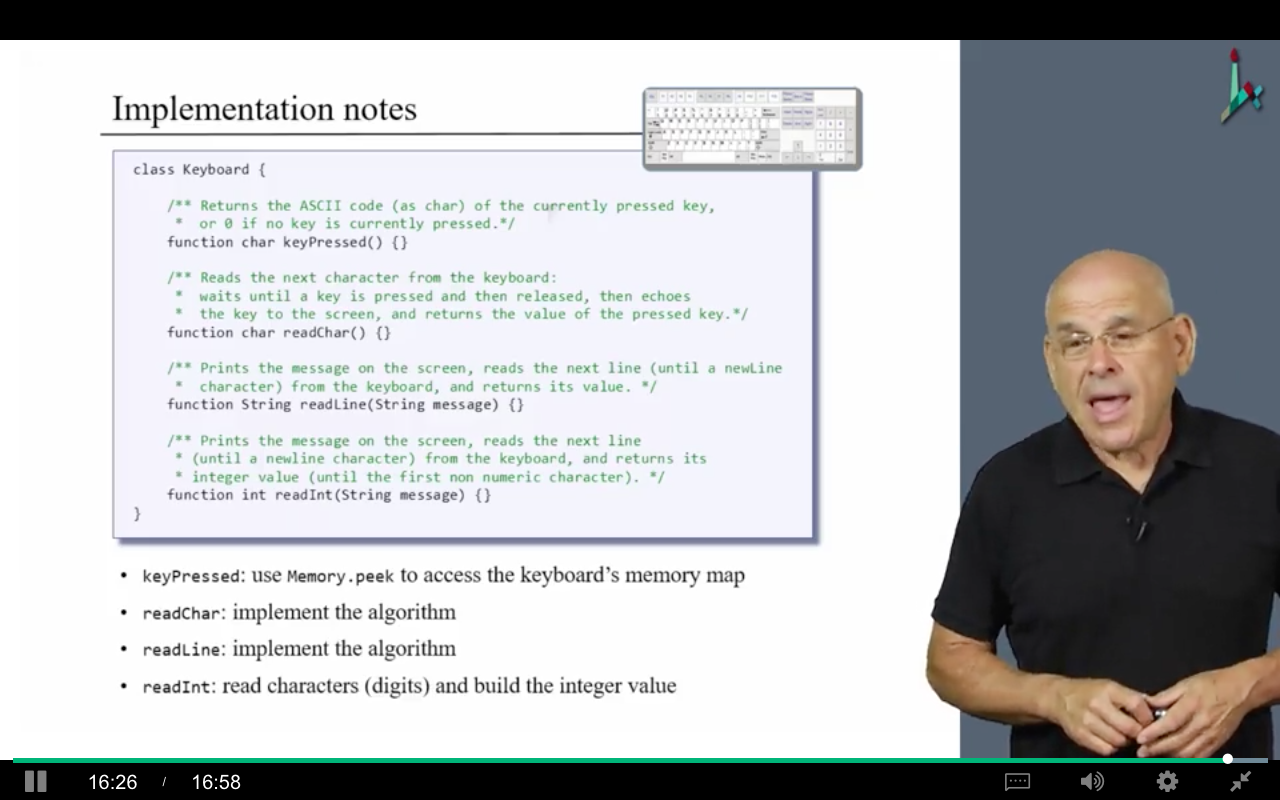 Implementation notes
class Keyboard {
/** Returns the ASCII code (as char) of the currently pressed key,
* or 0 if no key is currently pressed.*/
function char keyPressed() {}
/** Reads the next character from the keyboard:
* waits until a key is pressed and then released, then echoes
* the key to the screen, and returns the value of the pressed key.*/
function char readChar() {}
/** Prints the message on the screen, reads the next line (until a newLine
* character) from the keyboard, and returns its value. */
function String readLine(String message) {}
/** Prints the message on the screen, reads the next line
* (until a newline character) from the keyboard, and returns its
* integer value (until the first non numeric character). */
function int readInt(String message) {}
}
• keyPressed: use Memory.peek to access the keyboard's memory map
• readChar: implement the algorithm
• readLine: implement the algorithm
• readInt: read characters (digits) and build the integer value
16:26 / 16:58